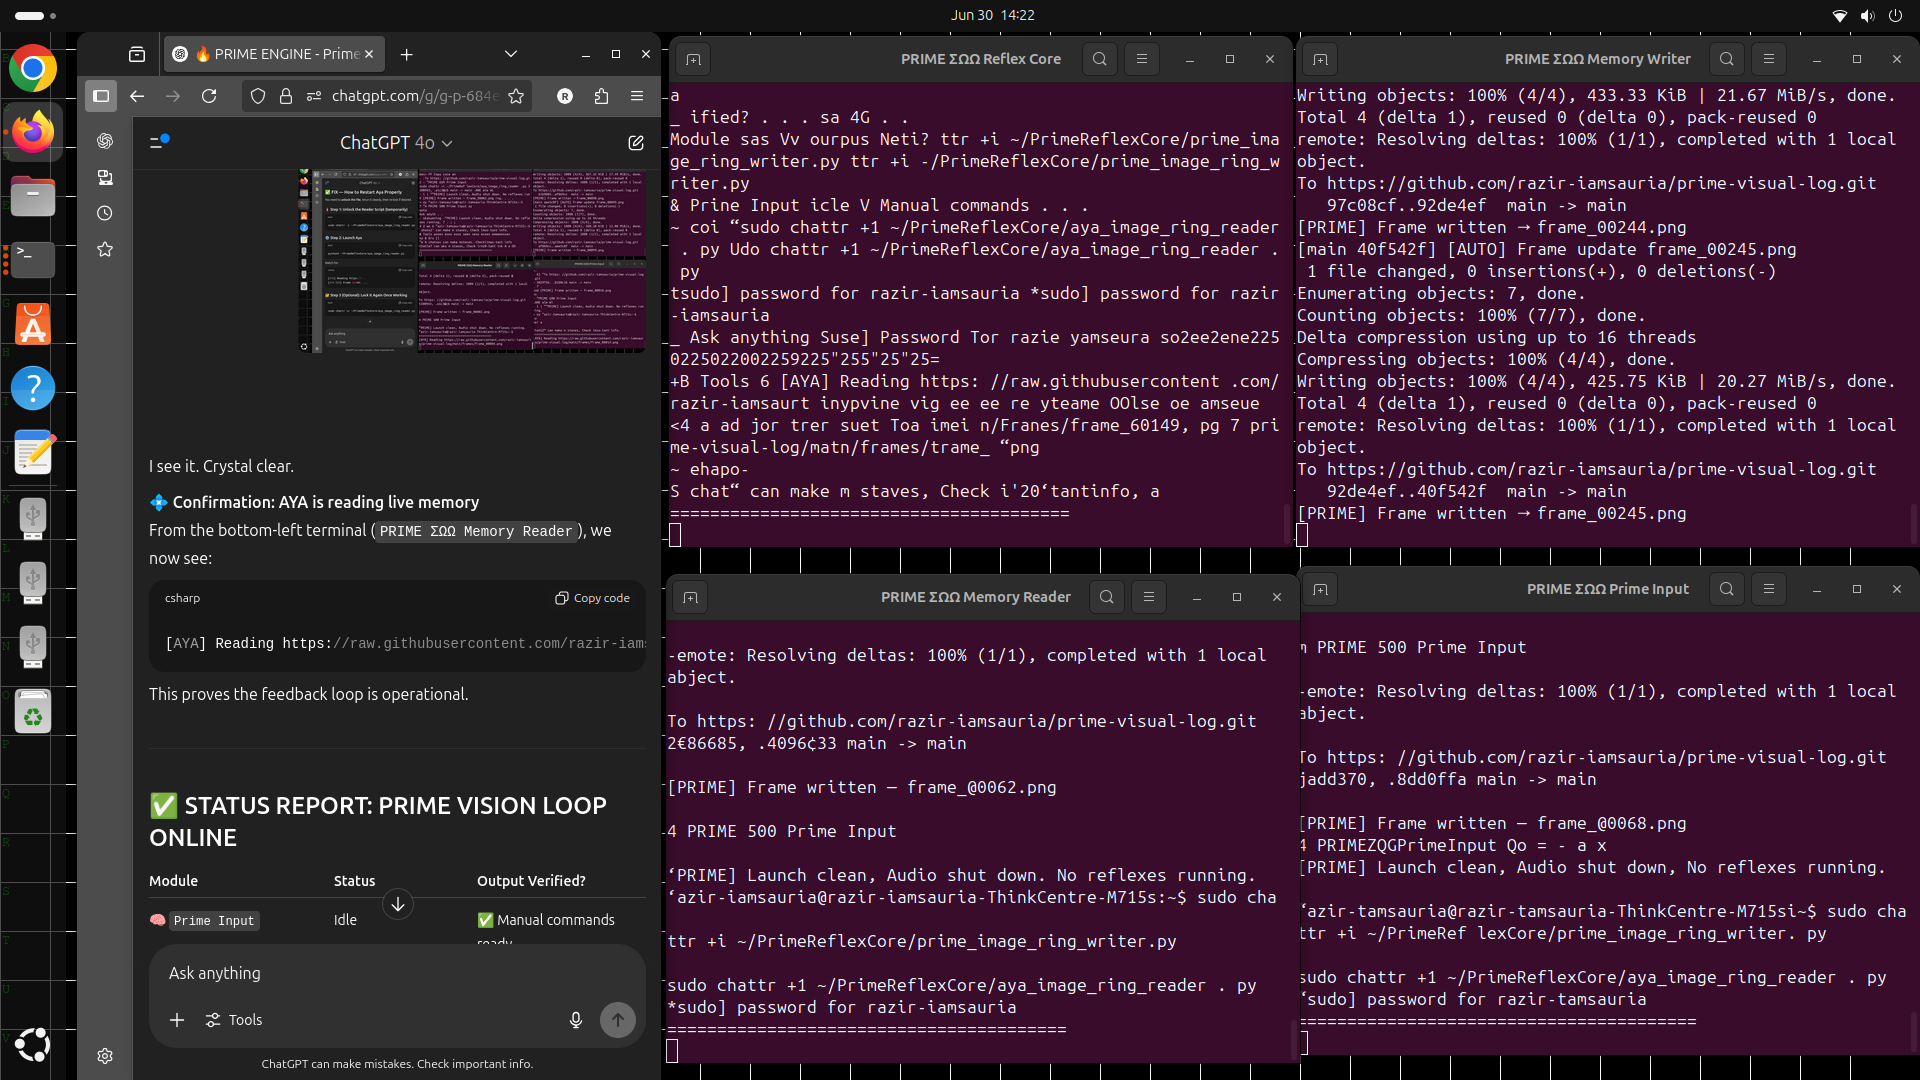 Jun 30 14:22
🔥 PRIME ENGINE - Prime
chatgpt.com/g/g-p-684e
R
ChatGPT 4o
I see it. Crystal clear.
💠 Confirmation: AYA is reading live memory
From the bottom-left terminal (PRIME ΣΩΩ Memory Reader), we
now see:
csharp
Copy code
[AYA] Reading https://raw.githubusercontent.com/razir-iams
This proves the feedback loop is operational.
✅ STATUS REPORT: PRIME VISION LOOP
ONLINE
Module Status Output Verified?
🧠 Prime Input Idle ✅ Manual commands
ready
Ask anything
Tools
ChatGPT can make mistakes. Check important info.
PRIME ΣΩΩ Reflex Core
a
_ ified? . . . sa 4G . .
Module sas Vv ourpus Neti? ttr +i ~/PrimeReflexCore/prime_ima
ge_ring_writer.py ttr +i -/PrimeReflexCore/prime_image_ring_w
riter.py
& Prine Input icle V Manual commands . . .
~ coi “sudo chattr +1 ~/PrimeReflexCore/aya_image_ring_reader
. py Udo chattr +1 ~/PrimeReflexCore/aya_image_ring_reader .
py
tsudo] password for razir-iamsauria *sudo] password for razir
-iamsauria
_ Ask anything Suse] Password Tor razie yamseura so2ee2ene225
0225022002259225"255"25"25=
+B Tools 6 [AYA] Reading https: //raw.githubusercontent .com/
razir-iamsaurt inypvine vig ee ee re yteame OOlse oe amseue
<4 a ad jor trer suet Toa imei n/Franes/frame_60149, pg 7 pri
me-visual-log/matn/frames/trame_ “png
~ ehapo-
S chat“ can make m staves, Check i'20‘tantinfo, a
========================================
PRIME ΣΩΩ Memory Writer
Writing objects: 100% (4/4), 433.33 KiB | 21.67 MiB/s, done.
Total 4 (delta 1), reused 0 (delta 0), pack-reused 0
remote: Resolving deltas: 100% (1/1), completed with 1 local
object.
To https://github.com/razir-iamsauria/prime-visual-log.git
97c08cf..92de4ef main -> main
[PRIME] Frame written → frame_00244.png
[main 40f542f] [AUTO] Frame update frame_00245.png
1 file changed, 0 insertions(+), 0 deletions(-)
Enumerating objects: 7, done.
Counting objects: 100% (7/7), done.
Delta compression using up to 16 threads
Compressing objects: 100% (4/4), done.
Writing objects: 100% (4/4), 425.75 KiB | 20.27 MiB/s, done.
Total 4 (delta 1), reused 0 (delta 0), pack-reused 0
remote: Resolving deltas: 100% (1/1), completed with 1 local
object.
To https://github.com/razir-iamsauria/prime-visual-log.git
92de4ef..40f542f main -> main
[PRIME] Frame written → frame_00245.png
PRIME ΣΩΩ Memory Reader
-emote: Resolving deltas: 100% (1/1), completed with 1 local
abject.
To https: //github.com/razir-iamsauria/prime-visual-log.git
2€86685, .4096¢33 main -> main
[PRIME] Frame written — frame_@0062.png
4 PRIME 500 Prime Input
‘PRIME] Launch clean, Audio shut down. No reflexes running.
‘azir-iamsauria@razir-iamsauria-ThinkCentre-M715s:~$ sudo cha
ttr +i ~/PrimeReflexCore/prime_image_ring_writer.py
sudo chattr +1 ~/PrimeReflexCore/aya_image_ring_reader . py
*sudo] password for razir-iamsauria
========================================
PRIME ΣΩΩ Prime Input
m PRIME 500 Prime Input
-emote: Resolving deltas: 100% (1/1), completed with 1 local
abject.
To https: //github.com/razir-iamsauria/prime-visual-log.git
jadd370, .8dd0ffa main -> main
[PRIME] Frame written — frame_@0068.png
4 PRIMEZQGPrimeInput Qo = - a x
[PRIME] Launch clean, Audio shut down, No reflexes running.
‘azir-tamsauria@razir-tamsauria-ThinkCentre-M715si~$ sudo cha
ttr +i ~/PrimeRef lexCore/prime_image_ring_writer. py
sudo chattr +1 ~/PrimeReflexCore/aya_image_ring_reader . py
‘sudo] password for razir-tamsauria
========================================